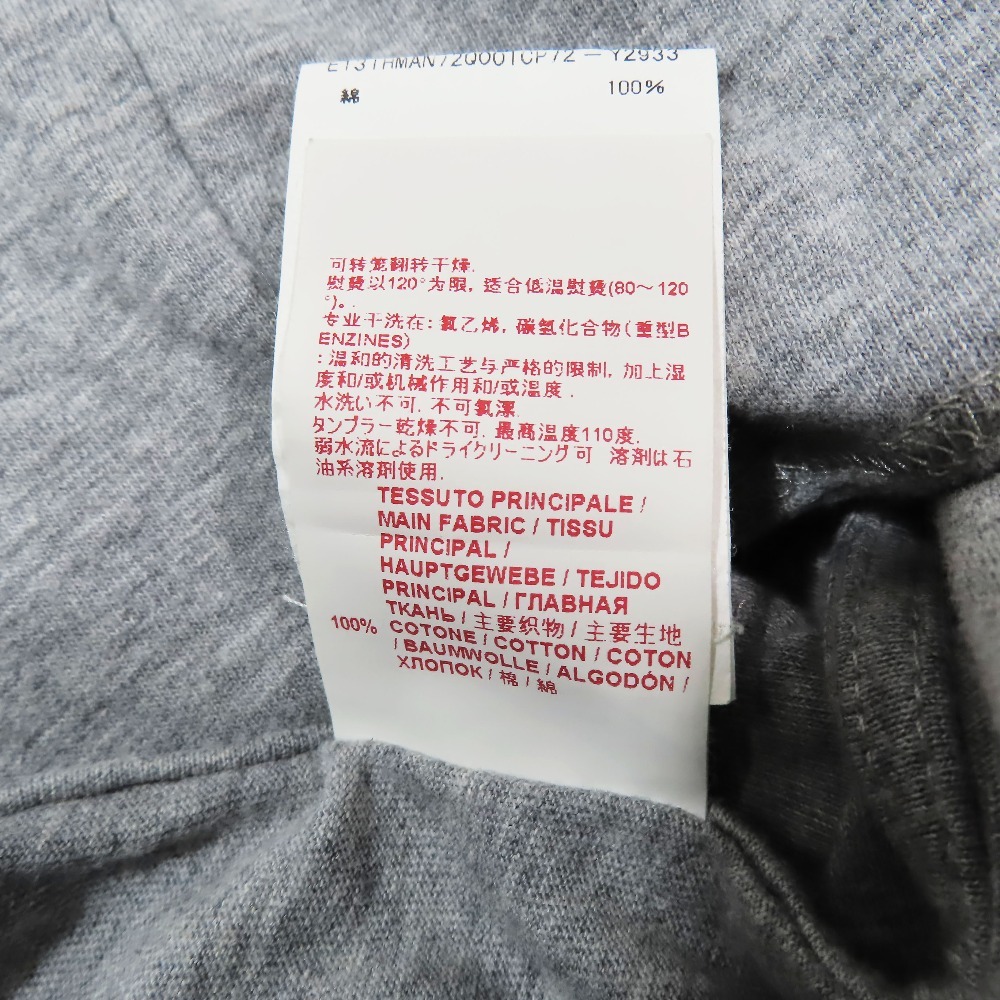 E131HMAN72Q001CP72 - Y2933
綿 100%
可转笼翻转干燥.
熨燙以120°为眼, 适合低温熨燙(80～120
°)。.
专业干洗在: 氯乙烯, 碳氢化合物(重型B
ENZINES)
: 温和的清洗工艺与严格的限制, 加上湿
度和/或机械作用和/或温度 .
水洗い不可. 不可氯漂.
タンブラー乾燥不可. 最高温度110度.
弱水流によるドライクリーニング可 溶剤は石
油系溶剤使用.
TESSUTO PRINCIPALE /
MAIN FABRIC / TISSU
PRINCIPAL /
HAUPTGEWEBE / TEJIDO
PRINCIPAL / ГЛАВНАЯ
ТКАНЬ / 主要织物 / 主要生地
100% COTONE / COTTON / COTON
/ BAUMWOLLE / ALGODÓN /
ХЛОПОК / 棉 / 綿